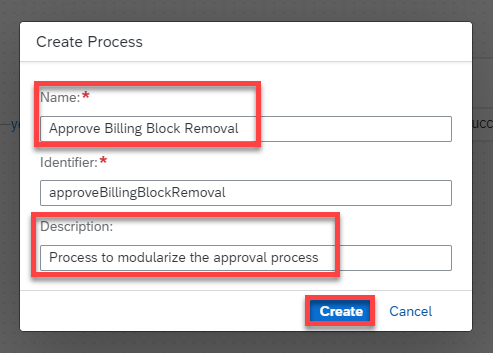 Create Process
Name:*
Approve Billing Block Removal
Identifier:*
approveBillingBlockRemoval
Description:
Process to modularize the approval process
Create Cancel